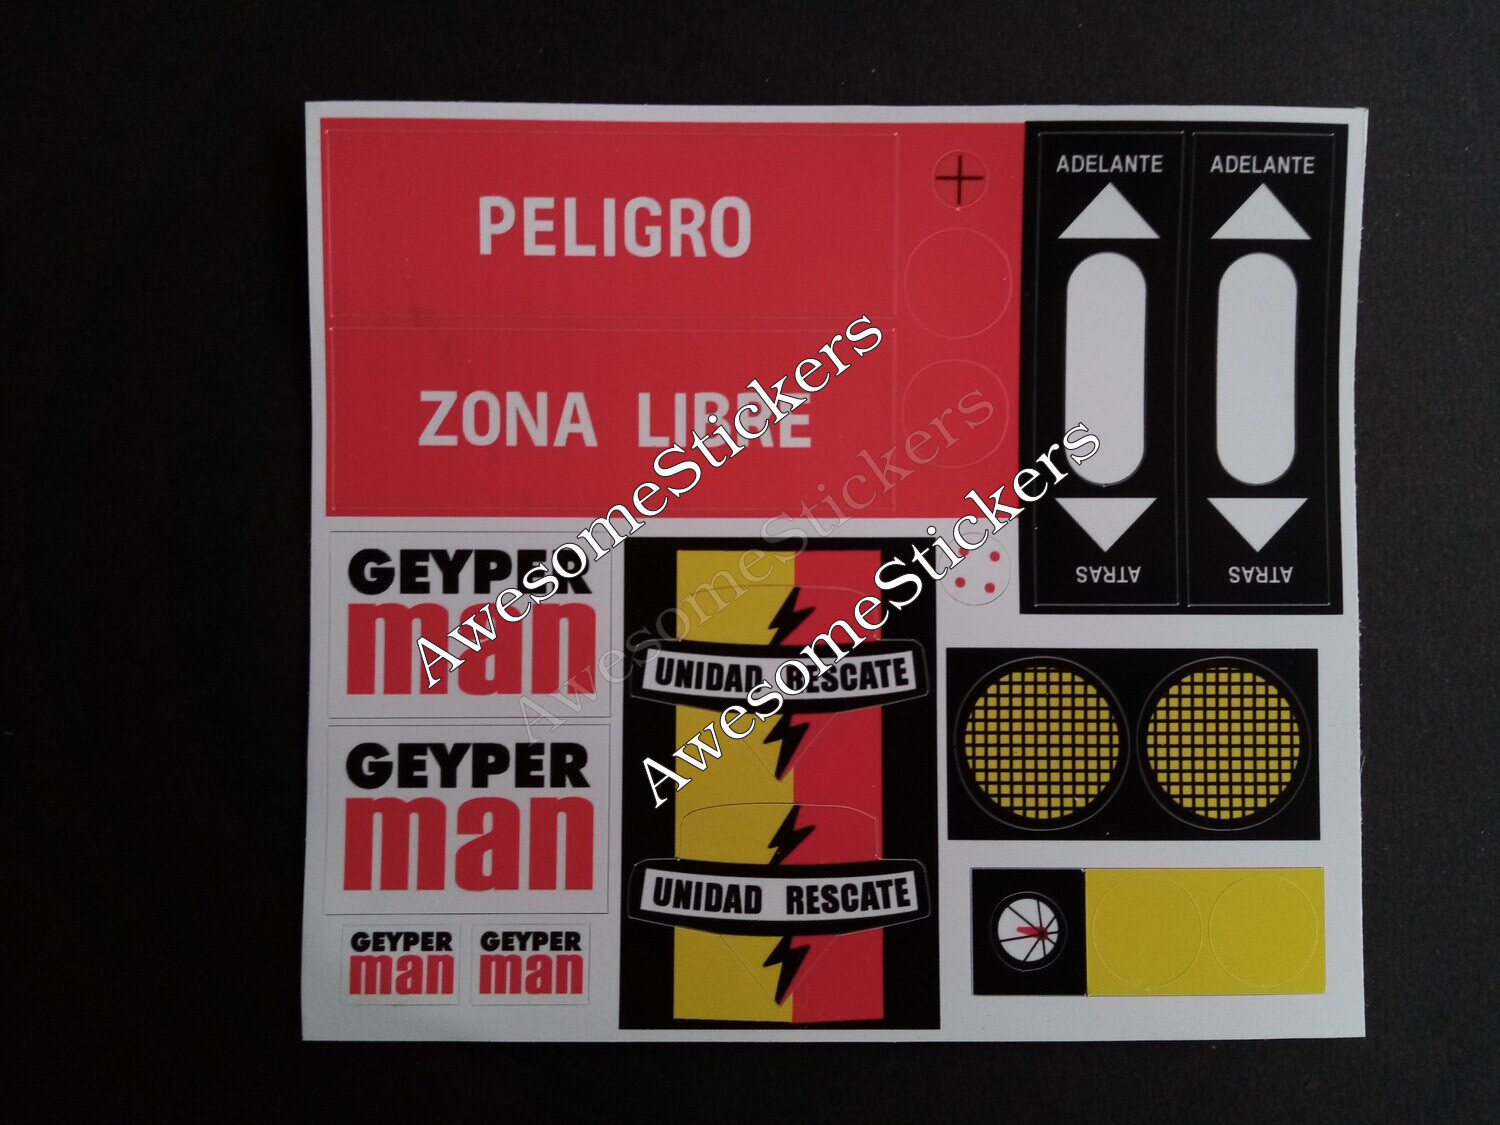 PELIGRO
ZONA LIBRE
ADELANTE
ATRAS
ADELANTE
ATRAS
GEYPER
man
GEYPER
man
GEYPER
man
GEYPER
man
UNIDAD RESCATE
UNIDAD RESCATE
AwesomeStickers
AwesomeStickers
AwesomeStickers